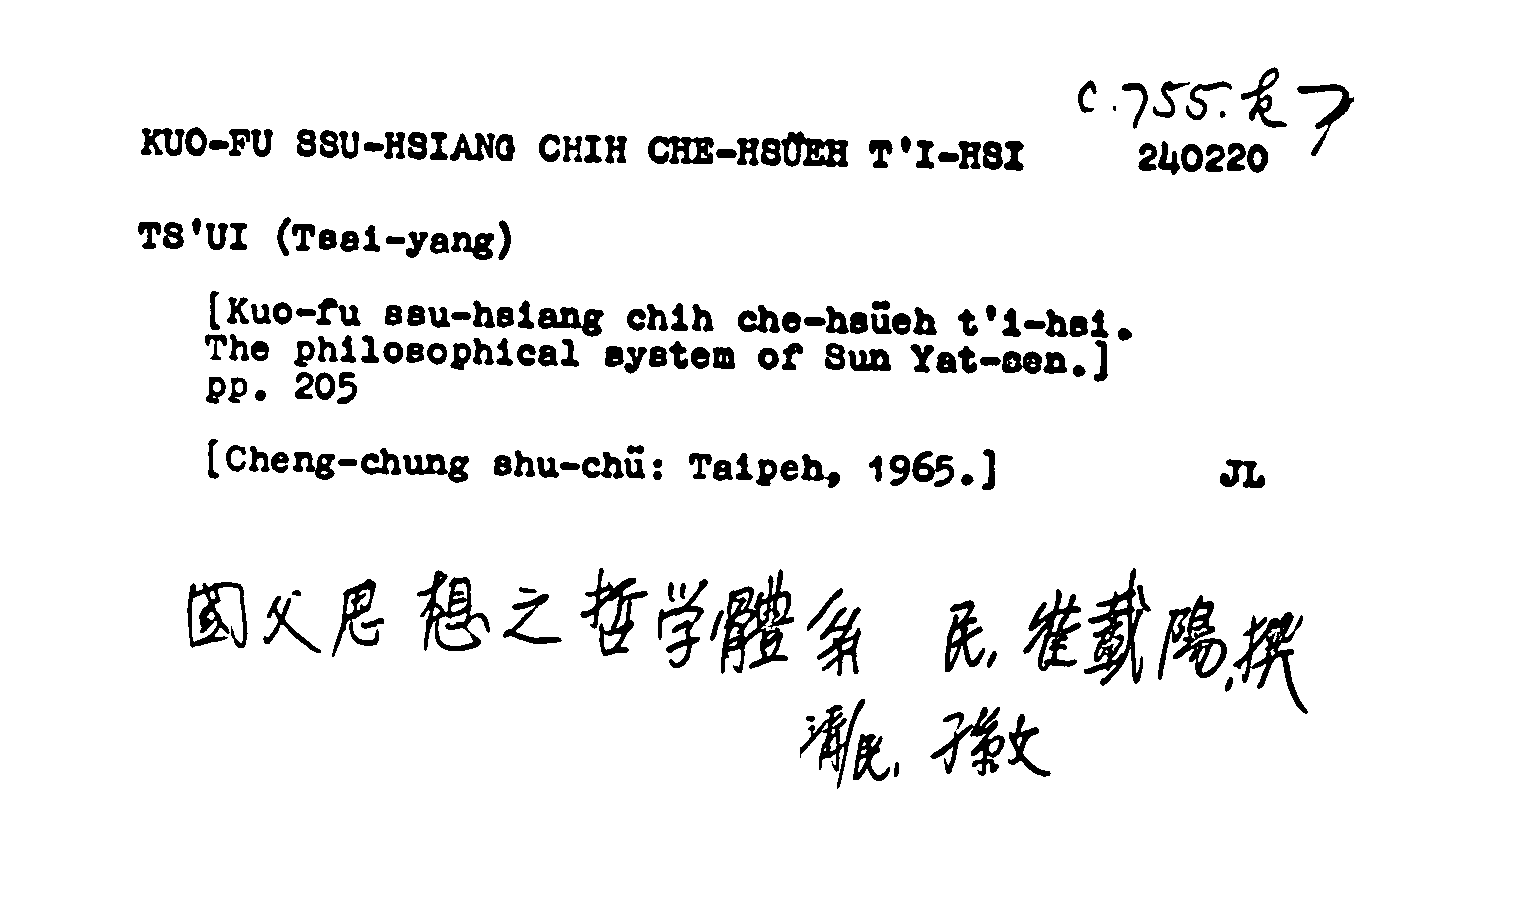 c.755.k7
KUO-FU SSU-HSIANG CHIH CHE-HSÜEH T'I-HSI 240220
TS'UI (Tsai-yang)
[Kuo-fu ssu-hsiang chih che-hsüeh t'i-hsi.
The philosophical system of Sun Yat-sen.]
pp. 205
[Cheng-chung shu-chü: Taipeh, 1965.] JL
國父思想之哲学體系 民.崔載陽.撰
清/民.孫文